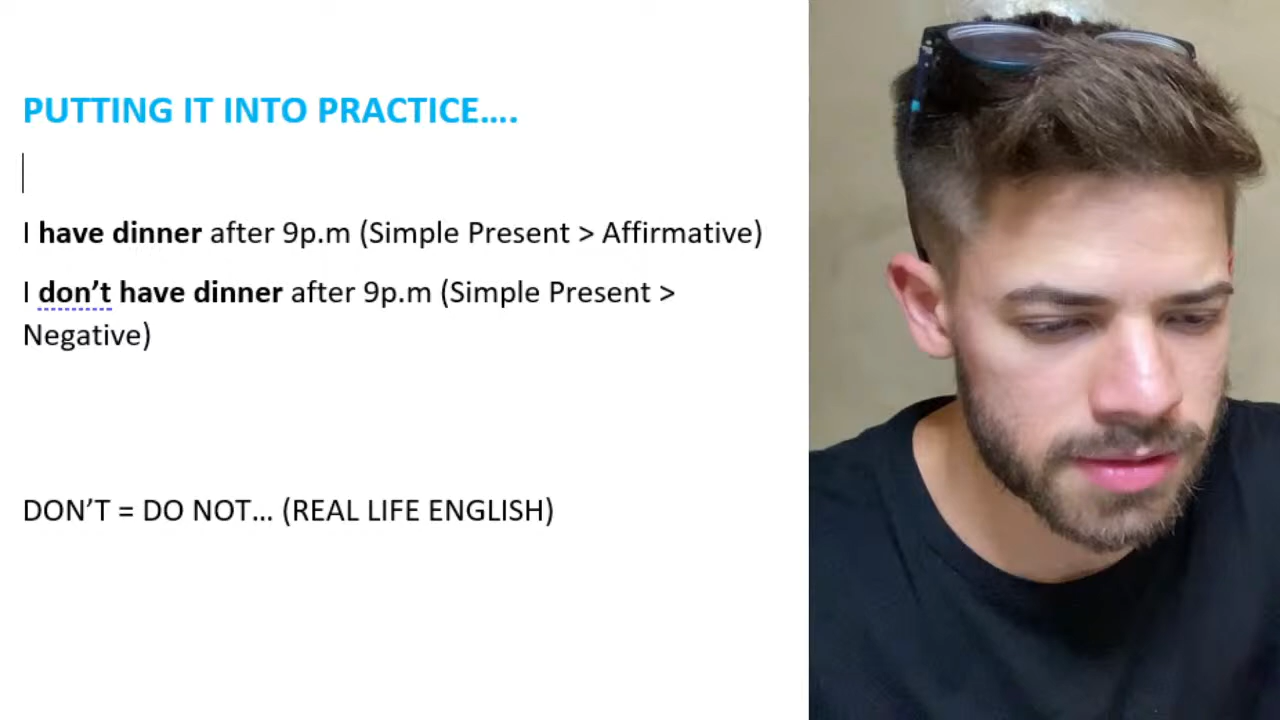 PUTTING IT INTO PRACTICE....
I have dinner after 9p.m (Simple Present > Affirmative)
I don’t have dinner after 9p.m (Simple Present >
Negative)
DON’T = DO NOT… (REAL LIFE ENGLISH)